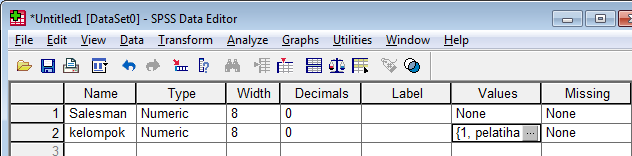 *Untitled1 [DataSet0] - SPSS Data Editor
File Edit View Data Transform Analyze Graphs Utilities Window Help
Name Type Width Decimals Label Values Missing
1 Salesman Numeric 8 0 None None
2 kelompok Numeric 8 0 {1, pelatiha ... None
3